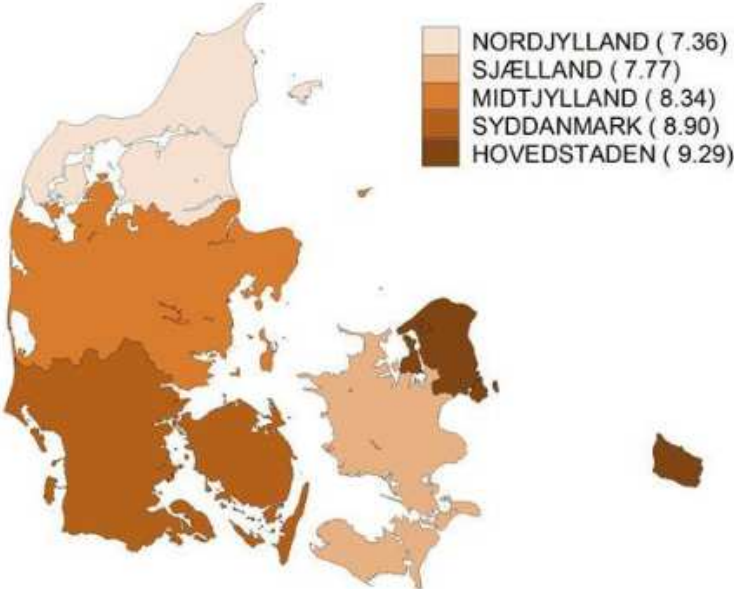 NORDJYLLAND ( 7.36)
SJÆLLAND ( 7.77)
MIDTJYLLAND ( 8.34)
SYDDANMARK ( 8.90)
HOVEDSTADEN ( 9.29)